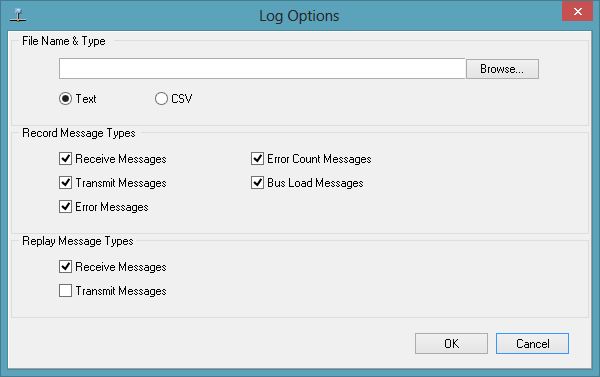 Log Options
File Name & Type
Browse...
Text CSV
Record Message Types
Receive Messages Error Count Messages
Transmit Messages Bus Load Messages
Error Messages
Replay Message Types
Receive Messages
Transmit Messages
OK Cancel